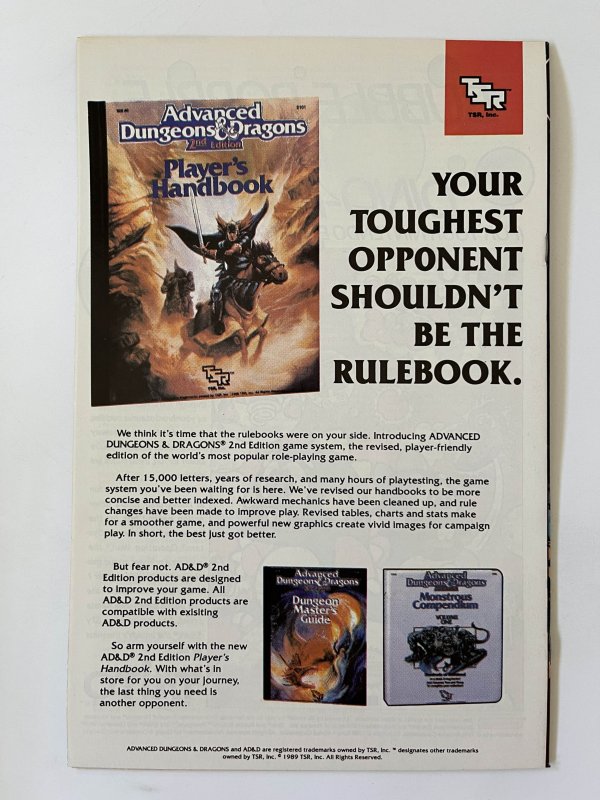 TSR
TSR, Inc.
2101
Advanced
Dungeons & Dragons
2nd Edition
Player's
Handbook
TSR
TSR, Inc.
YOUR
TOUGHEST
OPPONENT
SHOULDN'T
BE THE
RULEBOOK.
We think it's time that the rulebooks were on your side. Introducing ADVANCED
DUNGEONS & DRAGONS® 2nd Edition game system, the revised, player-friendly
edition of the world's most popular role-playing game.
After 15,000 letters, years of research, and many hours of playtesting, the game
system you've been waiting for is here. We've revised our handbooks to be more
concise and better indexed. Awkward mechanics have been cleaned up, and rule
changes have been made to improve play. Revised tables, charts and stats make
for a smoother game, and powerful new graphics create vivid images for campaign
play. In short, the best just got better.
But fear not. AD&D® 2nd
Edition products are designed
to improve your game. All
AD&D 2nd Edition products are
compatible with exisiting
AD&D products.
So arm yourself with the new
AD&D® 2nd Edition Player's
Handbook. With what's in
store for you on your journey,
the last thing you need is
another opponent.
Advanced
Dungeons & Dragons
Dungeon
Master's
Guide
Advanced
Dungeons & Dragons
Monstrous
Compendium
VOLUME
ONE
TSR
ADVANCED DUNGEONS & DRAGONS and AD&D are registered trademarks owned by TSR, Inc. ™ designates other trademarks
owned by TSR, Inc. © 1989 TSR, Inc. All Rights Reserved.